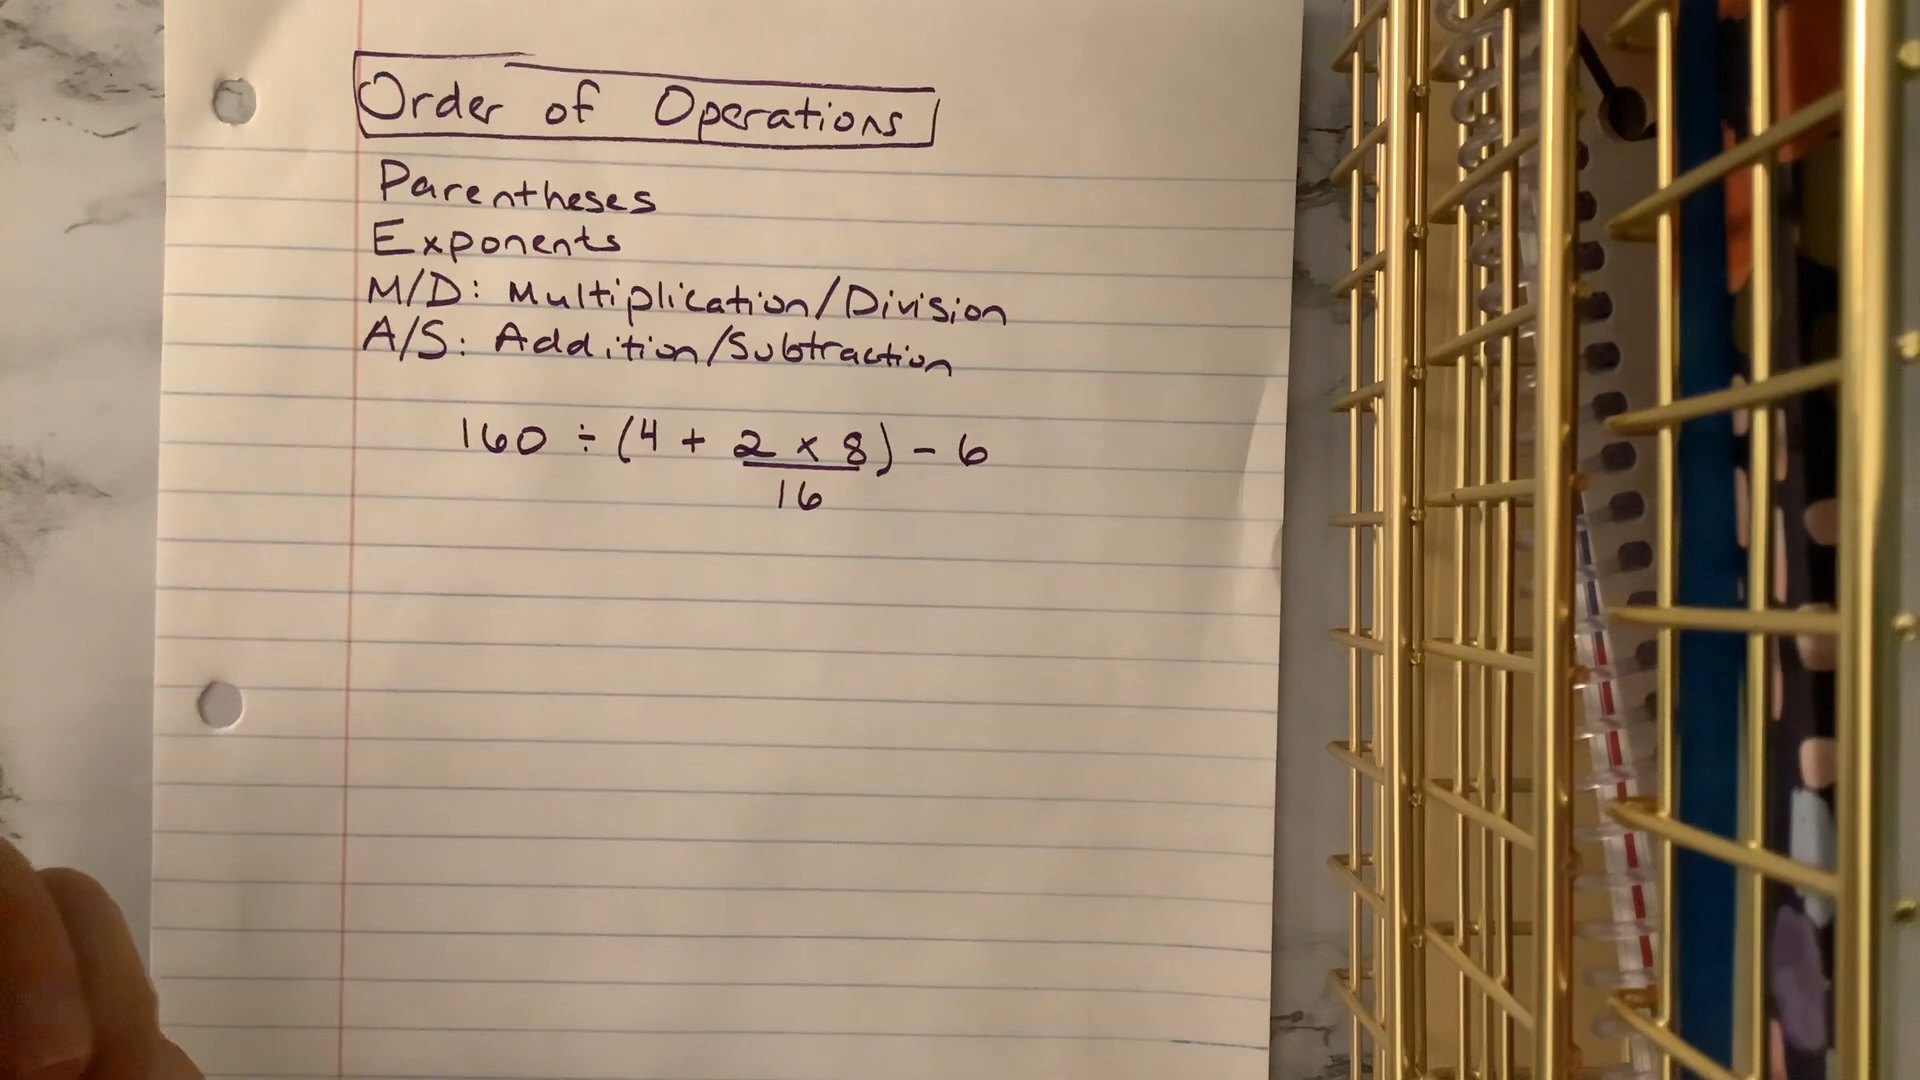 Order of Operations
Parentheses
Exponents
M/D: Multiplication/Division
A/S: Addition/Subtraction
160 ÷ (4 + 2 x 8) - 6
16